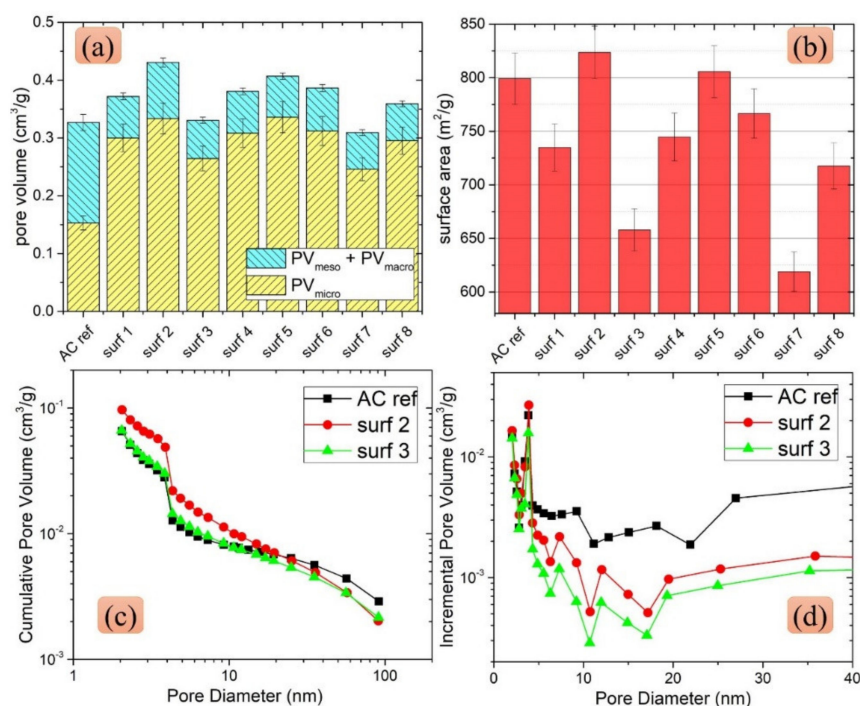 (a)
0.5
0.4
0.3
0.2
0.1
0.0
pore volume (cm³/g)
PVmeso + PVmacro
PVmicro
AC ref
surf 1
surf 2
surf 3
surf 4
surf 5
surf 6
surf 7
surf 8
(b)
850
800
750
700
650
600
surface area (m²/g)
AC ref
surf 1
surf 2
surf 3
surf 4
surf 5
surf 6
surf 7
surf 8
(c)
AC ref
surf 2
surf 3
10⁻¹
10⁻²
10⁻³
Cumulative Pore Volume (cm³/g)
1 10 100
Pore Diameter (nm)
(d)
AC ref
surf 2
surf 3
10⁻²
10⁻³
Incremental Pore Volume (cm³/g)
0 10 20 30 40
Pore Diameter (nm)